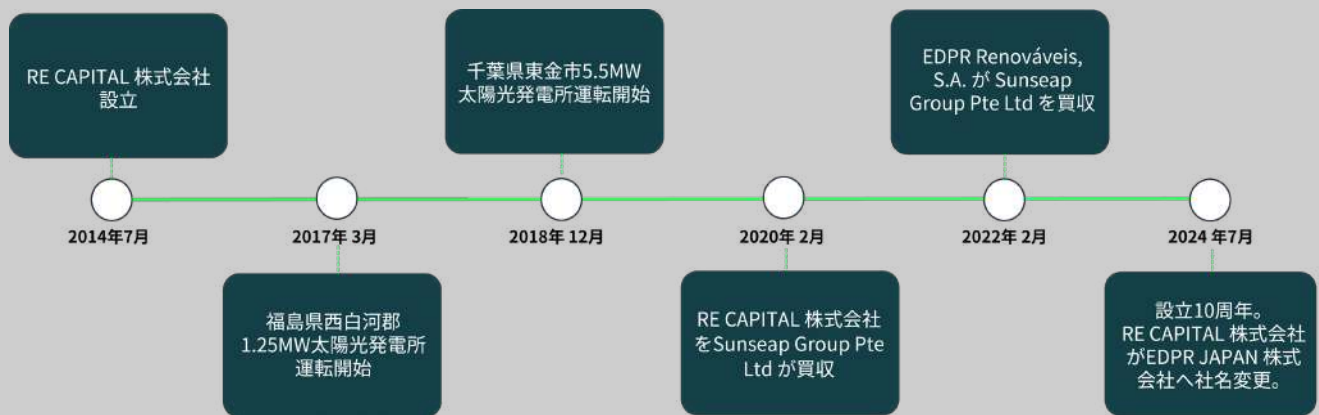 RE CAPITAL 株式会社
設立
2014年7月
福島県西白河郡
1.25MW太陽光発電所
運転開始
2017年 3月
千葉県東金市5.5MW
太陽光発電所運転開始
2018年 12月
RE CAPITAL 株式会社
をSunseap Group Pte
Ltd が買収
2020年 2月
EDPR Renováveis,
S.A. が Sunseap
Group Pte Ltd を買収
2022年 2月
設立10周年。
RE CAPITAL 株式会社
がEDPR JAPAN 株式
会社へ社名変更。
2024 年7月